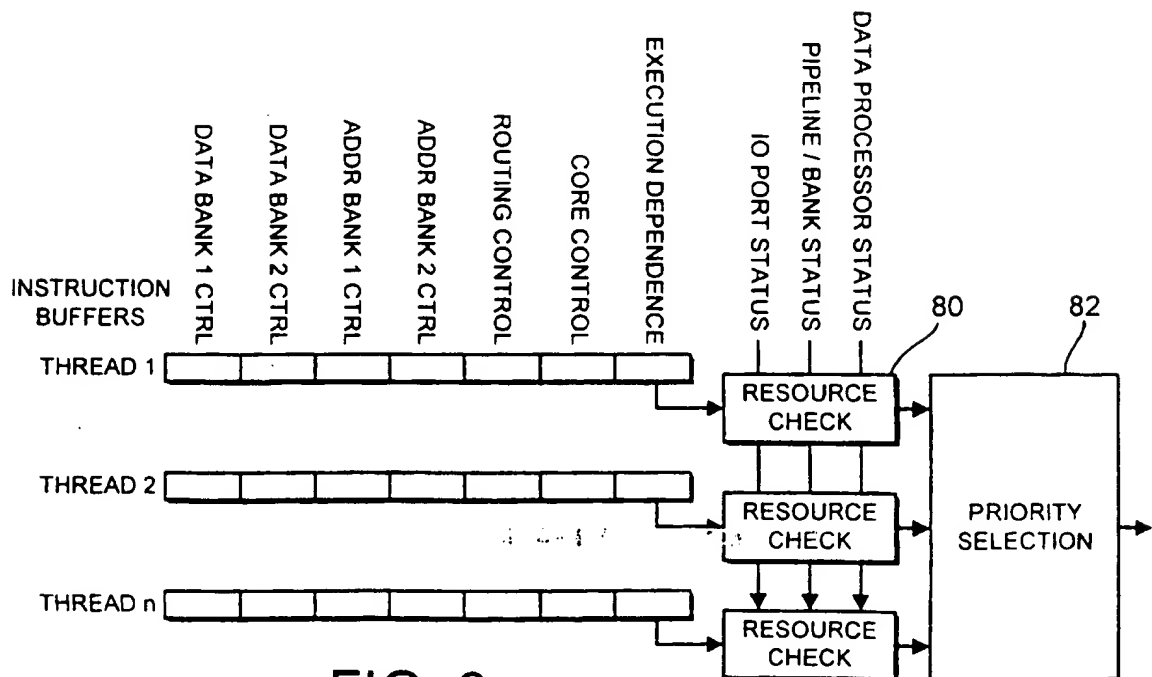 DATA BANK 1 CTRL
DATA BANK 2 CTRL
ADDR BANK 1 CTRL
ADDR BANK 2 CTRL
ROUTING CONTROL
CORE CONTROL
EXECUTION DEPENDENCE
IO PORT STATUS
PIPELINE / BANK STATUS
DATA PROCESSOR STATUS
INSTRUCTION
BUFFERS
80
82
THREAD 1
RESOURCE
CHECK
THREAD 2
RESOURCE
CHECK
PRIORITY
SELECTION
THREAD n
RESOURCE
CHECK